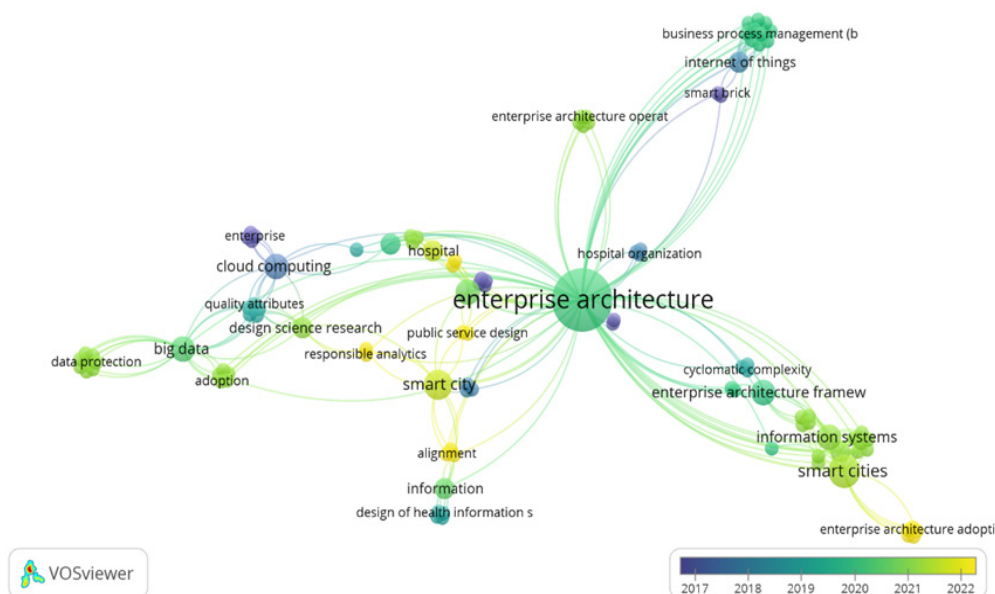 business process management (b
internet of things
smart brick
enterprise architecture operat
enterprise
hospital
hospital organization
cloud computing
enterprise architecture
quality attributes
design science research
public service design
big data
responsible analytics
data protection
cyclomatic complexity
adoption
smart city
enterprise architecture framew
information systems
alignment
smart cities
information
design of health information s
enterprise architecture adopti
VOSviewer
2017 2018 2019 2020 2021 2022